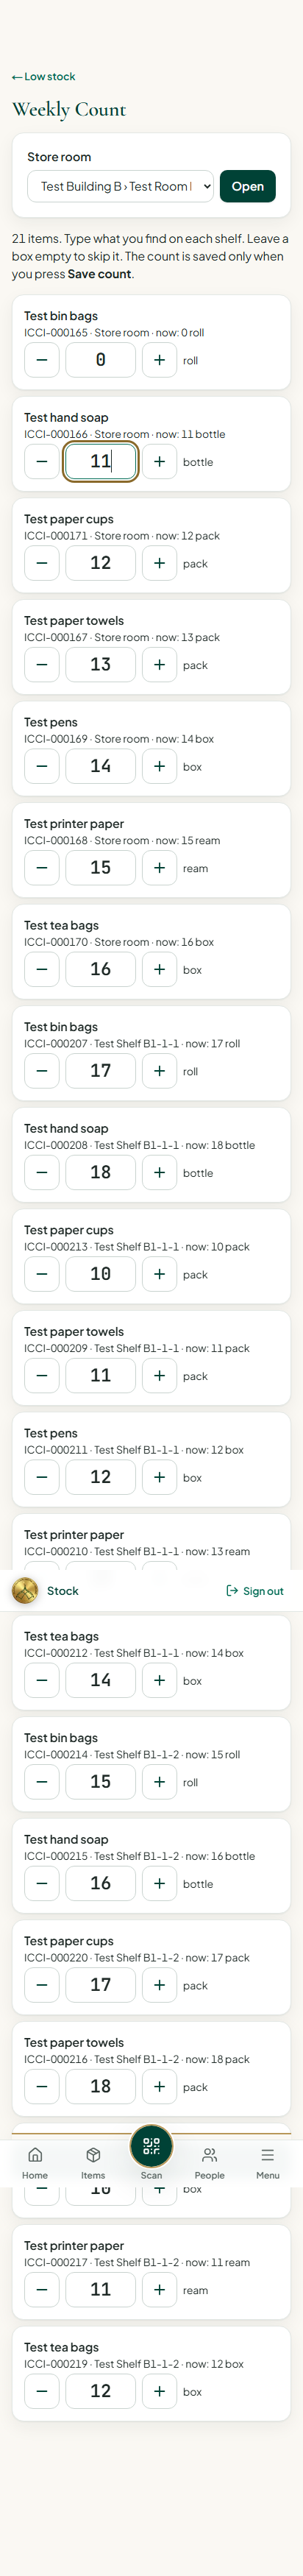 ← Low stock
Weekly Count
Store room
Test Building B › Test Room
Open
21 items. Type what you find on each shelf. Leave a
box empty to skip it. The count is saved only when
you press Save count.
Test bin bags
ICCI-000165 · Store room · now: 0 roll
− 0 + roll
Test hand soap
ICCI-000166 · Store room · now: 11 bottle
− 11 + bottle
Test paper cups
ICCI-000171 · Store room · now: 12 pack
− 12 + pack
Test paper towels
ICCI-000167 · Store room · now: 13 pack
− 13 + pack
Test pens
ICCI-000169 · Store room · now: 14 box
− 14 + box
Test printer paper
ICCI-000168 · Store room · now: 15 ream
− 15 + ream
Test tea bags
ICCI-000170 · Store room · now: 16 box
− 16 + box
Test bin bags
ICCI-000207 · Test Shelf B1-1-1 · now: 17 roll
− 17 + roll
Test hand soap
ICCI-000208 · Test Shelf B1-1-1 · now: 18 bottle
− 18 + bottle
Test paper cups
ICCI-000213 · Test Shelf B1-1-1 · now: 10 pack
− 10 + pack
Test paper towels
ICCI-000209 · Test Shelf B1-1-1 · now: 11 pack
− 11 + pack
Test pens
ICCI-000211 · Test Shelf B1-1-1 · now: 12 box
− 12 + box
Test printer paper
ICCI-000210 · Test Shelf B1-1-1 · now: 13 ream
Stock
Sign out
Test tea bags
ICCI-000212 · Test Shelf B1-1-1 · now: 14 box
− 14 + box
Test bin bags
ICCI-000214 · Test Shelf B1-1-2 · now: 15 roll
− 15 + roll
Test hand soap
ICCI-000215 · Test Shelf B1-1-2 · now: 16 bottle
− 16 + bottle
Test paper cups
ICCI-000220 · Test Shelf B1-1-2 · now: 17 pack
− 17 + pack
Test paper towels
ICCI-000216 · Test Shelf B1-1-2 · now: 18 pack
− 18 + pack
Home Items Scan People Menu
box
Test printer paper
ICCI-000217 · Test Shelf B1-1-2 · now: 11 ream
− 11 + ream
Test tea bags
ICCI-000219 · Test Shelf B1-1-2 · now: 12 box
− 12 + box